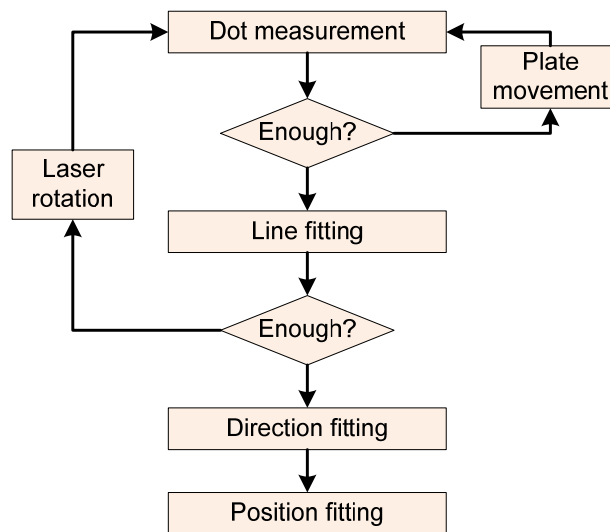 Dot measurement
Plate
movement
Enough?
Laser
rotation
Line fitting
Enough?
Direction fitting
Position fitting